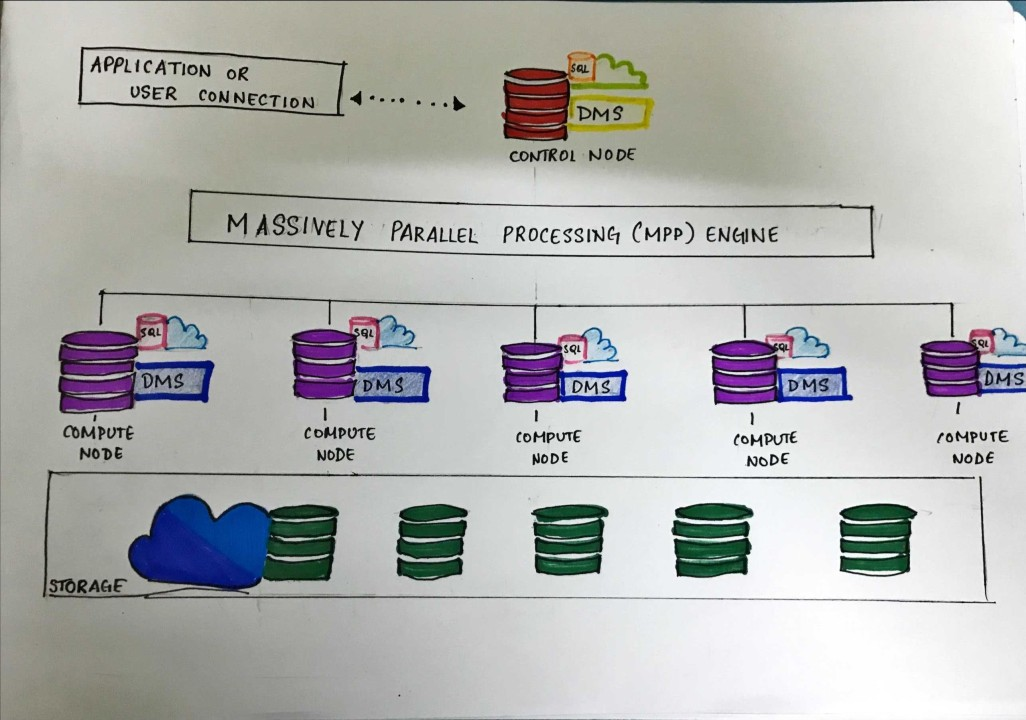 APPLICATION OR
USER CONNECTION
SQL
DMS
CONTROL NODE
MASSIVELY PARALLEL PROCESSING (MPP) ENGINE
SQL
DMS
COMPUTE
NODE
SQL
DMS
COMPUTE
NODE
SQL
DMS
COMPUTE
NODE
SQL
DMS
COMPUTE
NODE
SQL
DMS
COMPUTE
NODE
STORAGE